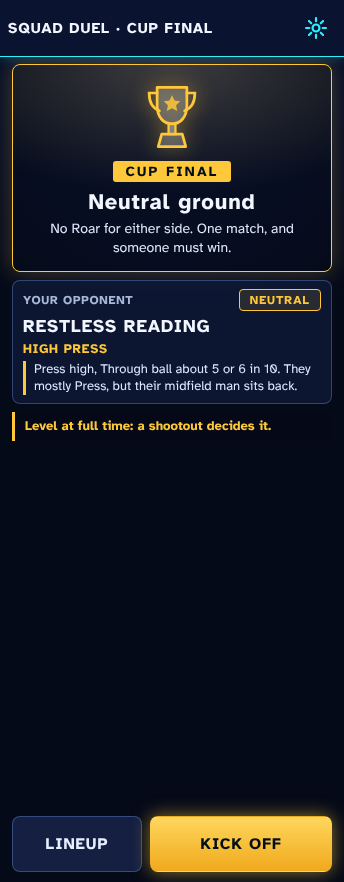 SQUAD DUEL · CUP FINAL
CUP FINAL
Neutral ground
No Roar for either side. One match, and
someone must win.
YOUR OPPONENT
NEUTRAL
RESTLESS READING
HIGH PRESS
Press high, Through ball about 5 or 6 in 10. They
mostly Press, but their midfield man sits back.
Level at full time: a shootout decides it.
LINEUP
KICK OFF